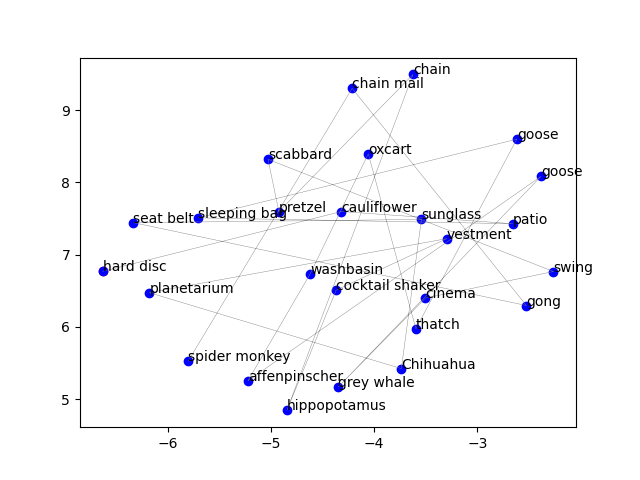 chain
chain mail
9
goose
oxcart
scabbard
8
goose
pretzel
cauliflower
sleeping bag
sunglass
patio
seat belt
vestment
7
hard disc
washbasin
swing
planetarium
cocktail shaker
cinema
gong
6
thatch
spider monkey
Chihuahua
affenpinscher
grey whale
5
hippopotamus
−6
−5
−4
−3